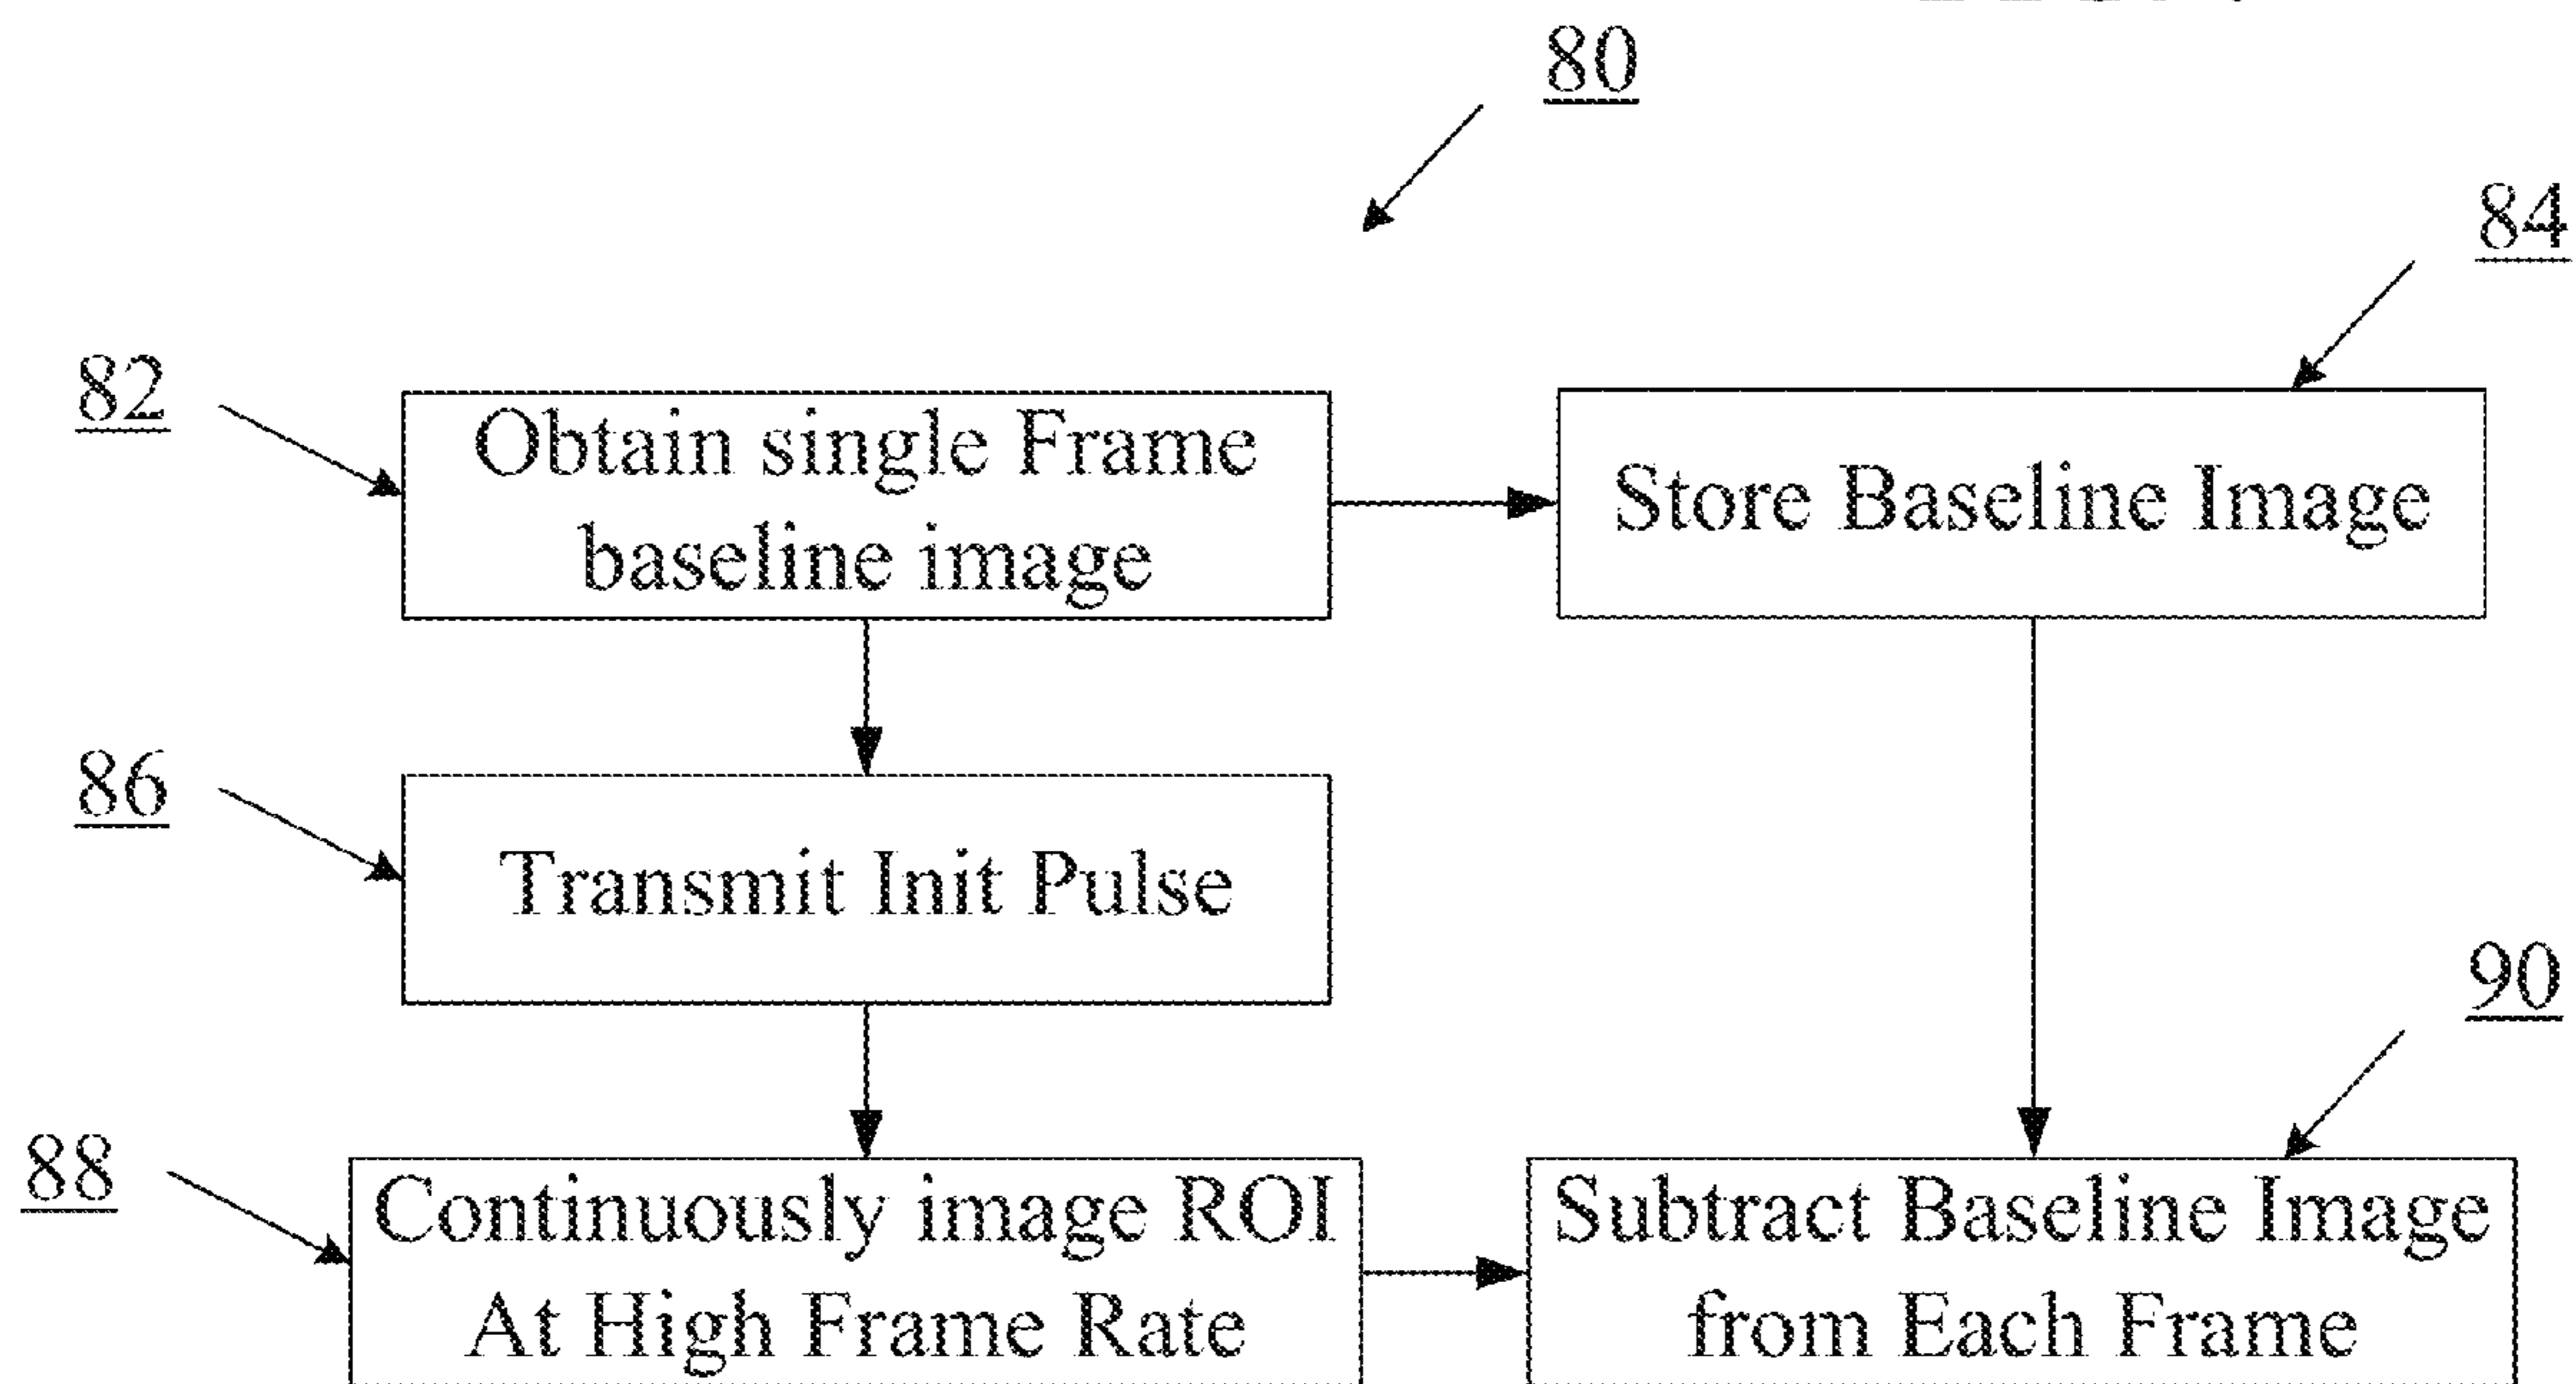 80
84
82
Obtain single Frame
baseline image
Store Baseline Image
86
Transmit Init Pulse
90
88
Continuously image ROI
At High Frame Rate
Subtract Baseline Image
from Each Frame